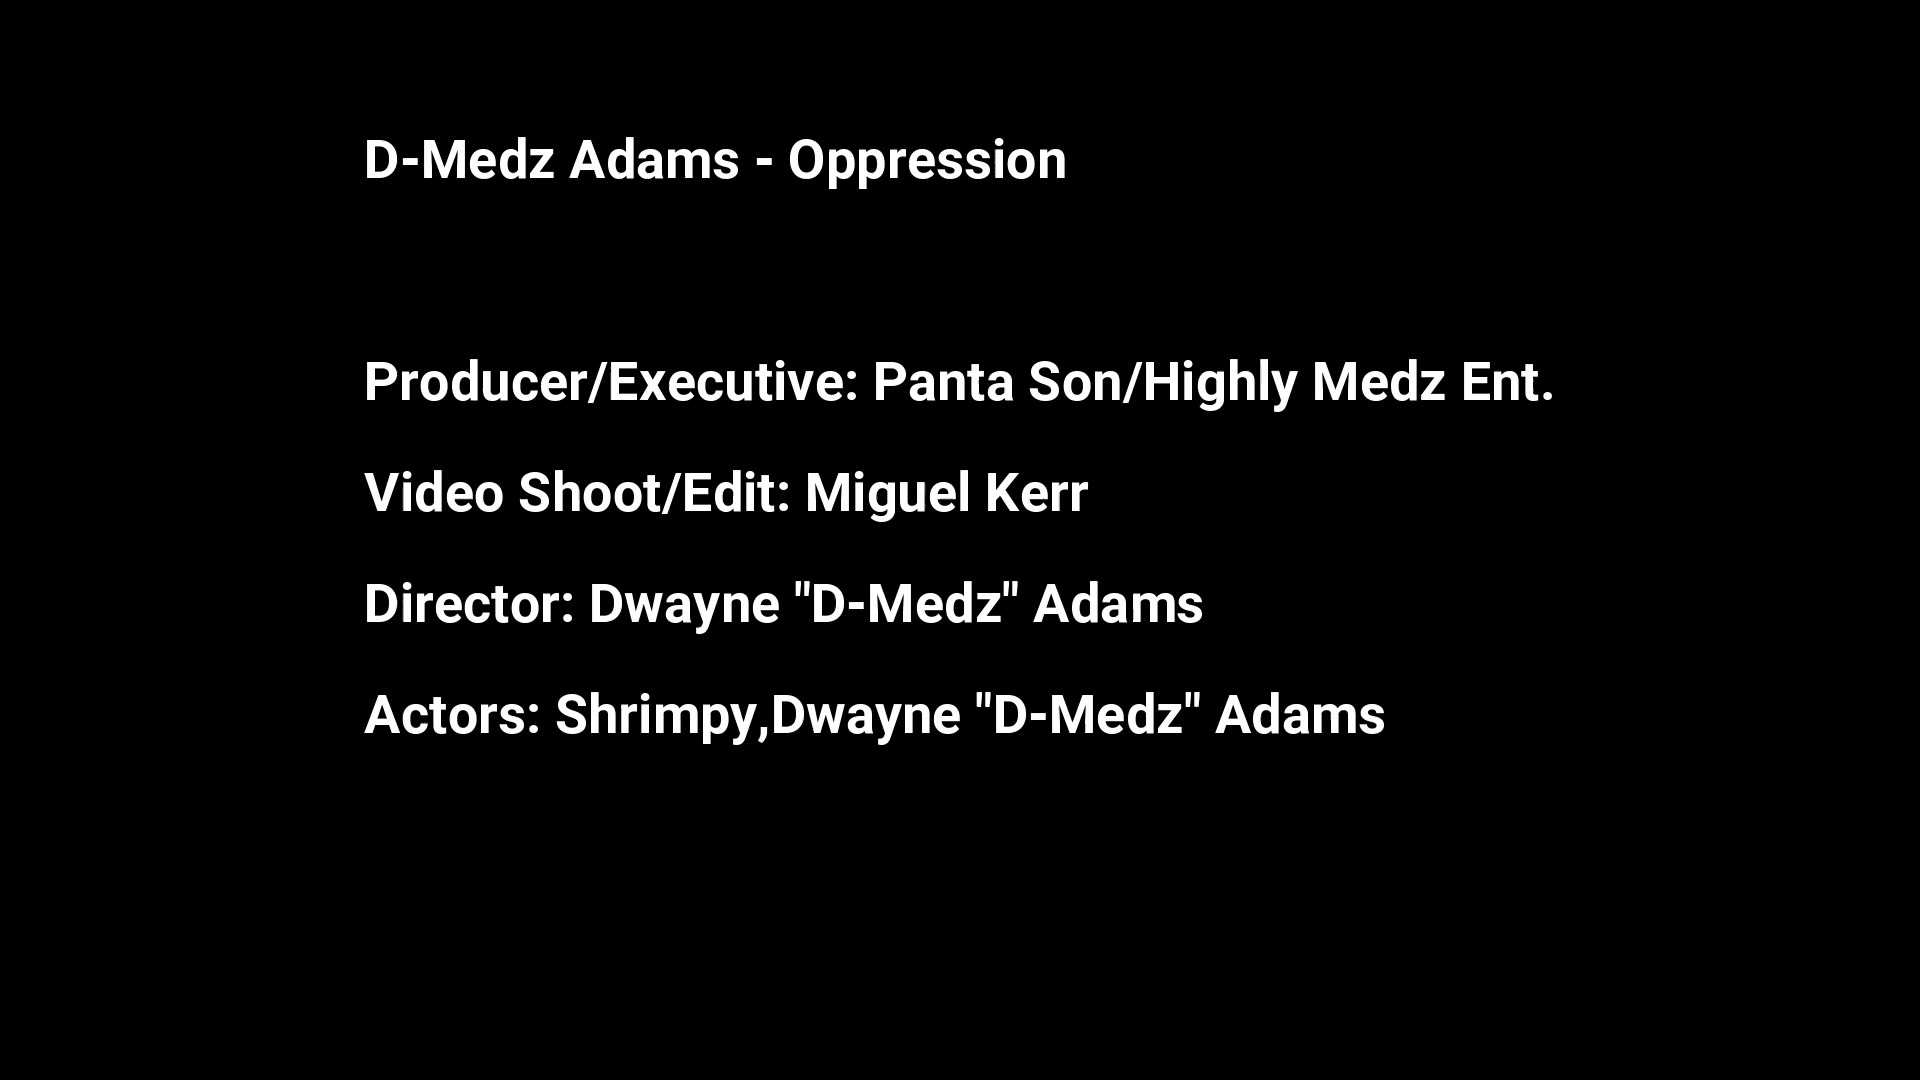 D-Medz Adams - Oppression
Producer/Executive: Panta Son/Highly Medz Ent.
Video Shoot/Edit: Miguel Kerr
Director: Dwayne "D-Medz" Adams
Actors: Shrimpy,Dwayne "D-Medz" Adams